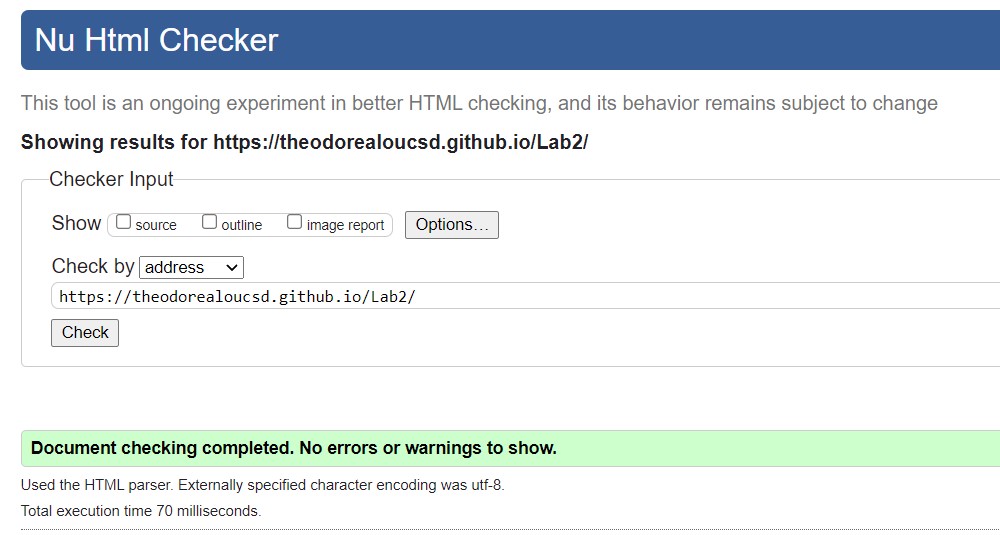 Nu Html Checker
This tool is an ongoing experiment in better HTML checking, and its behavior remains subject to change
Showing results for https://theodorealoucsd.github.io/Lab2/
Checker Input
Show source outline image report Options...
Check by address
https://theodorealoucsd.github.io/Lab2/
Check
Document checking completed. No errors or warnings to show.
Used the HTML parser. Externally specified character encoding was utf-8.
Total execution time 70 milliseconds.